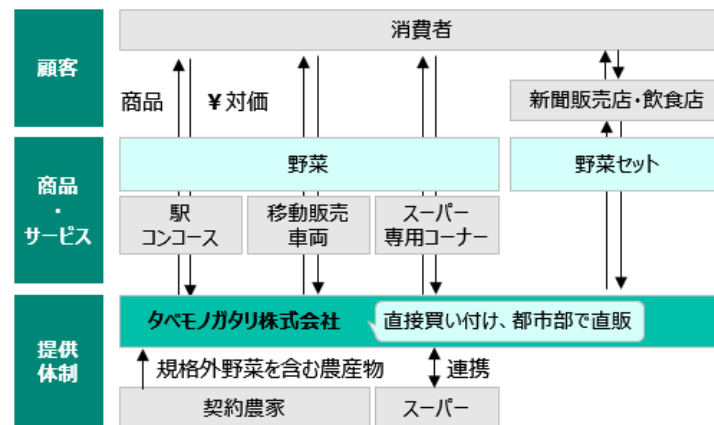 消費者
顧客
商品
¥対価
新聞販売店・飲食店
野菜
野菜セット
商品
・
サービス
駅
コンコース
移動販売
車両
スーパー
専用コーナー
タベモノガタリ株式会社
直接買い付け、都市部で直販
提供
体制
規格外野菜を含む農産物
連携
契約農家
スーパー